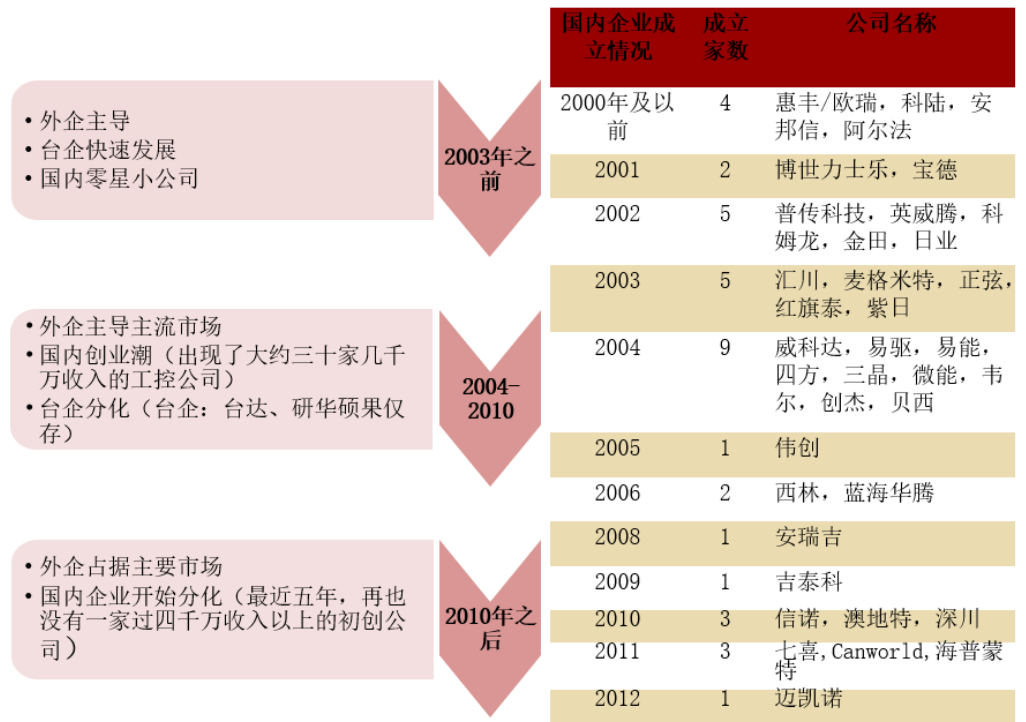 • 外企主导
• 台企快速发展
• 国内零星小公司
2003年之
前
• 外企主导主流市场
• 国内创业潮（出现了大约三十家几千
万收入的工控公司）
• 台企分化（台企：台达、研华硕果仅
存）
2004-
2010
• 外企占据主要市场
• 国内企业开始分化（最近五年，再也
没有一家过四千万收入以上的初创公
司）
2010年之
后
国内企业成
立情况
成立
家数
公司名称
2000年及以
前
4
惠丰/欧瑞，科陆，安
邦信，阿尔法
2001
2
博世力士乐，宝德
2002
5
普传科技，英威腾，科
姆龙，金田，日业
2003
5
汇川，麦格米特，正弦，
红旗泰，紫日
2004
9
威科达，易驱，易能，
四方，三晶，微能，韦
尔，创杰，贝西
2005
1
伟创
2006
2
西林，蓝海华腾
2008
1
安瑞吉
2009
1
吉泰科
2010
3
信诺，澳地特，深川
2011
3
七喜,Canworld,海普蒙
特
2012
1
迈凯诺